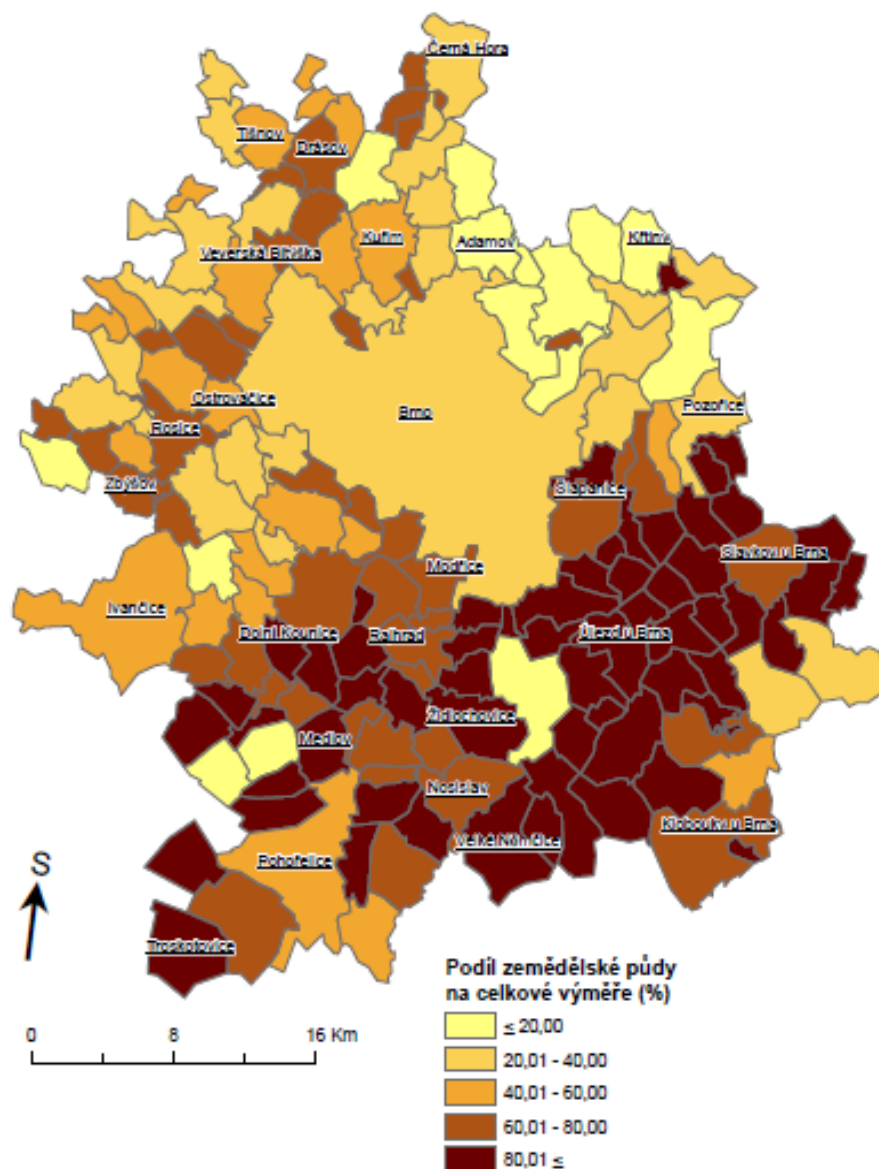 Černá Hora
Tišnov
Drásov
Kuřim
Adamov
Křtiny
Veverská Bítýška
Ostrovačice
Brno
Pozořice
Rosice
Zbýšov
Šlapanice
Slavkov u Brna
Modřice
Ivančice
Dolní Kounice
Rajhrad
Újezd u Brna
Židlochovice
Medlov
Nosislav
Velké Němčice
Klobouky u Brna
Pohořelice
Troskotovice
S
0 8 16 Km
Podíl zemědělské půdy
na celkové výměře (%)
≤ 20,00
20,01 - 40,00
40,01 - 60,00
60,01 - 80,00
80,01 ≤